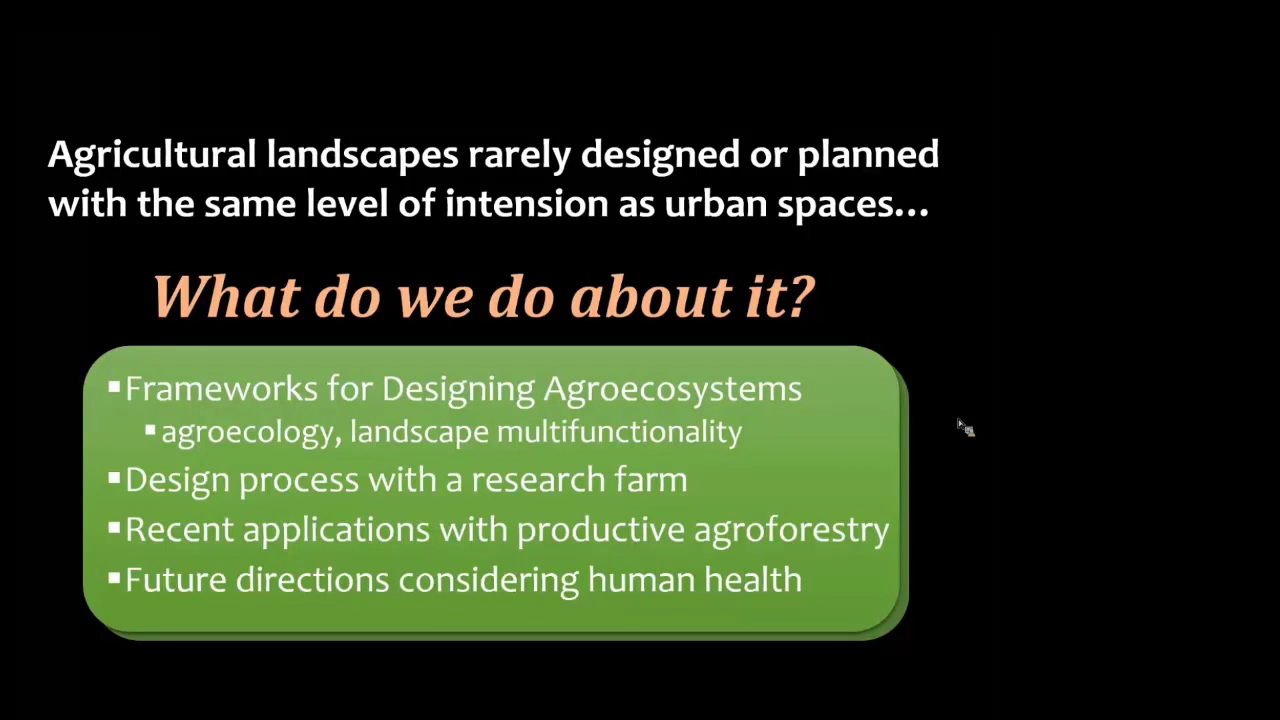 Agricultural landscapes rarely designed or planned
with the same level of intension as urban spaces...
What do we do about it?
▪Frameworks for Designing Agroecosystems
▪agroecology, landscape multifunctionality
▪Design process with a research farm
▪Recent applications with productive agroforestry
▪Future directions considering human health